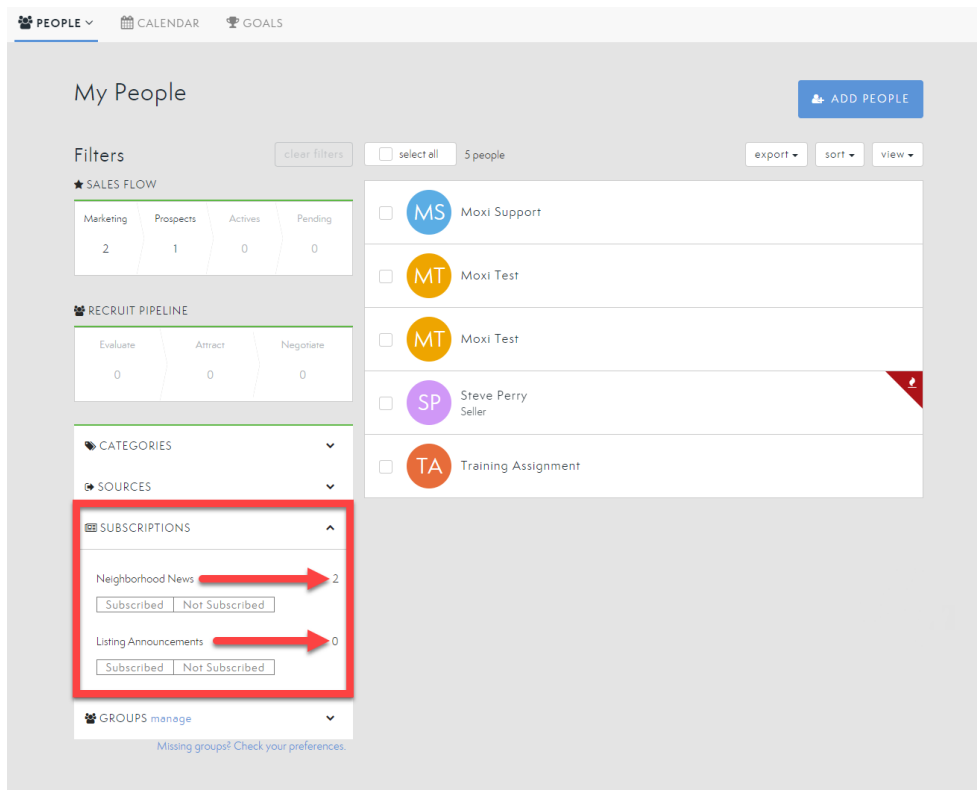 PEOPLE CALENDAR GOALS
My People
ADD PEOPLE
Filters clear filters
select all 5 people export sort view
SALES FLOW
Marketing Prospects Actives Pending
2 1 0 0
RECRUIT PIPELINE
Evaluate Attract Negotiate
0 0 0
CATEGORIES
SOURCES
SUBSCRIPTIONS
Neighborhood News 2
Subscribed Not Subscribed
Listing Announcements 0
Subscribed Not Subscribed
GROUPS manage
Missing groups? Check your preferences.
MS Moxi Support
MT Moxi Test
MT Moxi Test
SP Steve Perry
Seller
TA Training Assignment